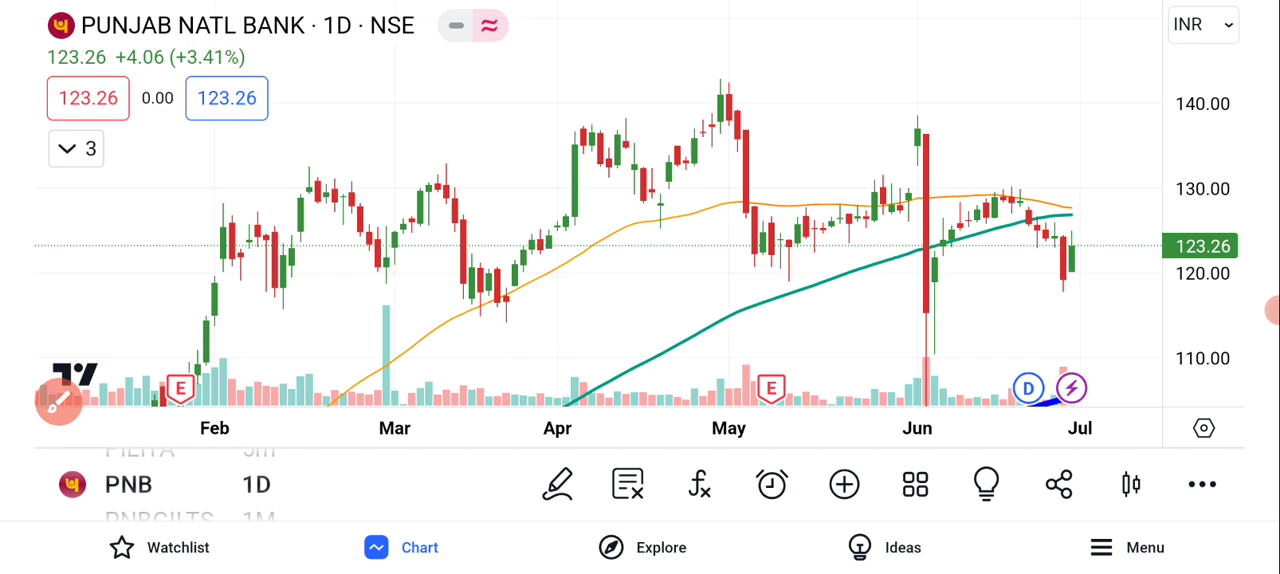 PUNJAB NATL BANK · 1D · NSE
INR
123.26 +4.06 (+3.41%)
123.26 0.00 123.26
3
140.00
130.00
123.26
120.00
110.00
E
E
D
Feb Mar Apr May Jun Jul
PNB 1D
Watchlist Chart Explore Ideas Menu